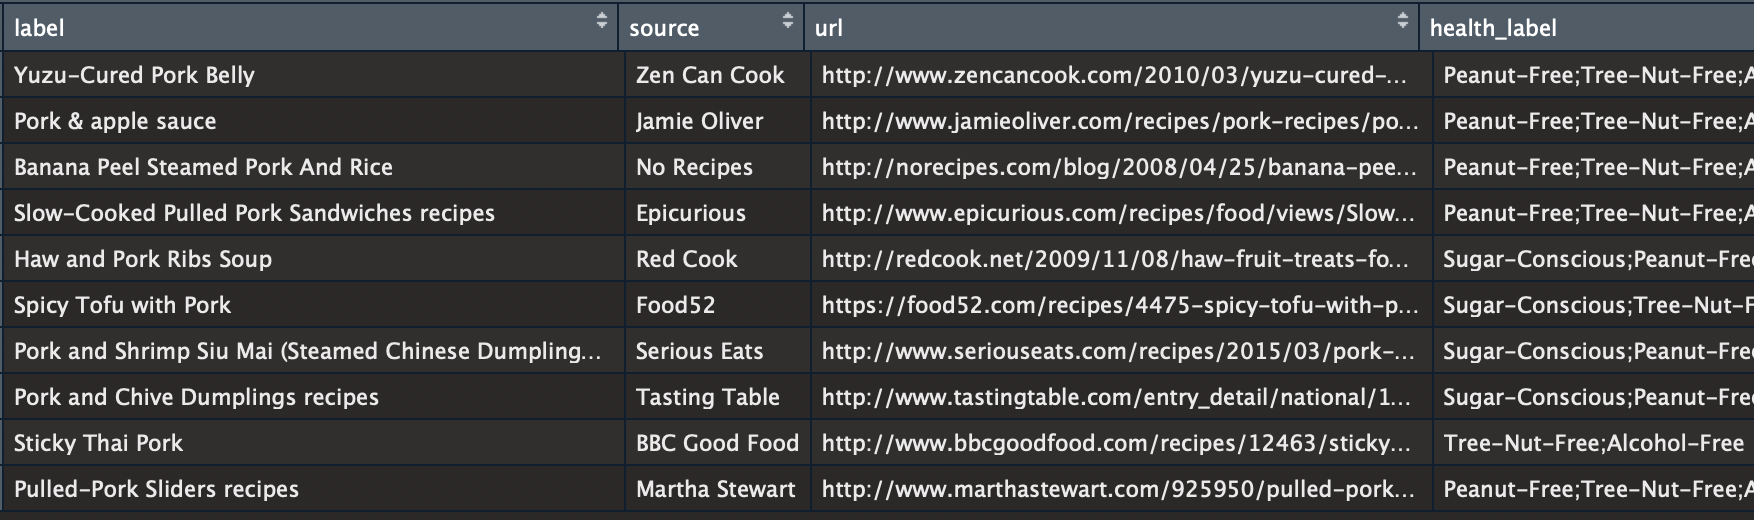 label source url health_label
Yuzu-Cured Pork Belly Zen Can Cook http://www.zencancook.com/2010/03/yuzu-cured-... Peanut-Free;Tree-Nut-Free;A
Pork & apple sauce Jamie Oliver http://www.jamieoliver.com/recipes/pork-recipes/po... Peanut-Free;Tree-Nut-Free;A
Banana Peel Steamed Pork And Rice No Recipes http://norecipes.com/blog/2008/04/25/banana-pee... Peanut-Free;Tree-Nut-Free;A
Slow-Cooked Pulled Pork Sandwiches recipes Epicurious http://www.epicurious.com/recipes/food/views/Slow... Peanut-Free;Tree-Nut-Free;A
Haw and Pork Ribs Soup Red Cook http://redcook.net/2009/11/08/haw-fruit-treats-fo... Sugar-Conscious;Peanut-Free
Spicy Tofu with Pork Food52 https://food52.com/recipes/4475-spicy-tofu-with-p... Sugar-Conscious;Tree-Nut-F
Pork and Shrimp Siu Mai (Steamed Chinese Dumpling... Serious Eats http://www.seriouseats.com/recipes/2015/03/pork-... Sugar-Conscious;Peanut-Free
Pork and Chive Dumplings recipes Tasting Table http://www.tastingtable.com/entry_detail/national/1... Sugar-Conscious;Peanut-Free
Sticky Thai Pork BBC Good Food http://www.bbcgoodfood.com/recipes/12463/sticky... Tree-Nut-Free;Alcohol-Free
Pulled-Pork Sliders recipes Martha Stewart http://www.marthastewart.com/925950/pulled-pork... Peanut-Free;Tree-Nut-Free;A